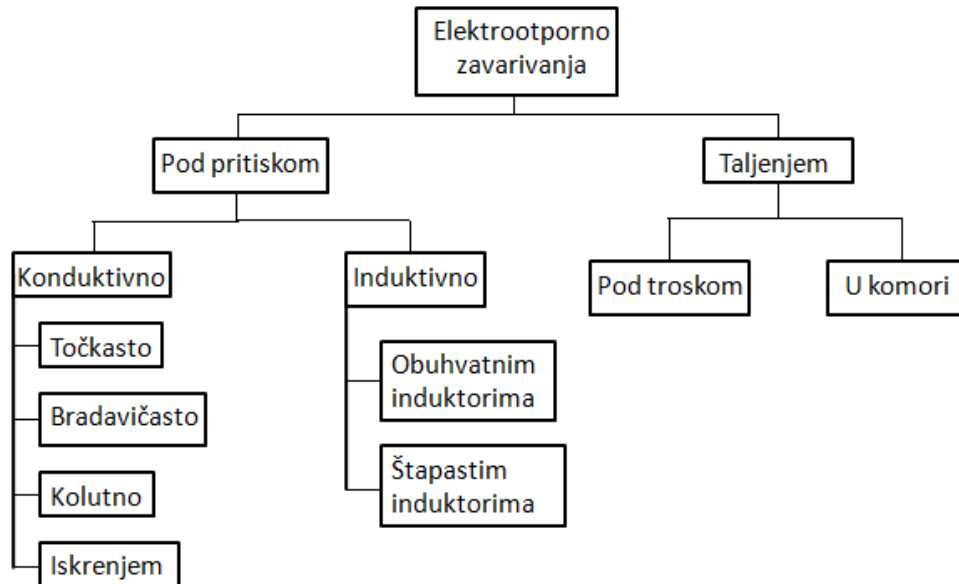 Elektrootporno
zavarivanja
Pod pritiskom
Taljenjem
Konduktivno
Induktivno
Pod troskom
U komori
Točkasto
Bradavičasto
Kolutno
Iskrenjem
Obuhvatnim
induktorima
Štapastim
induktorima